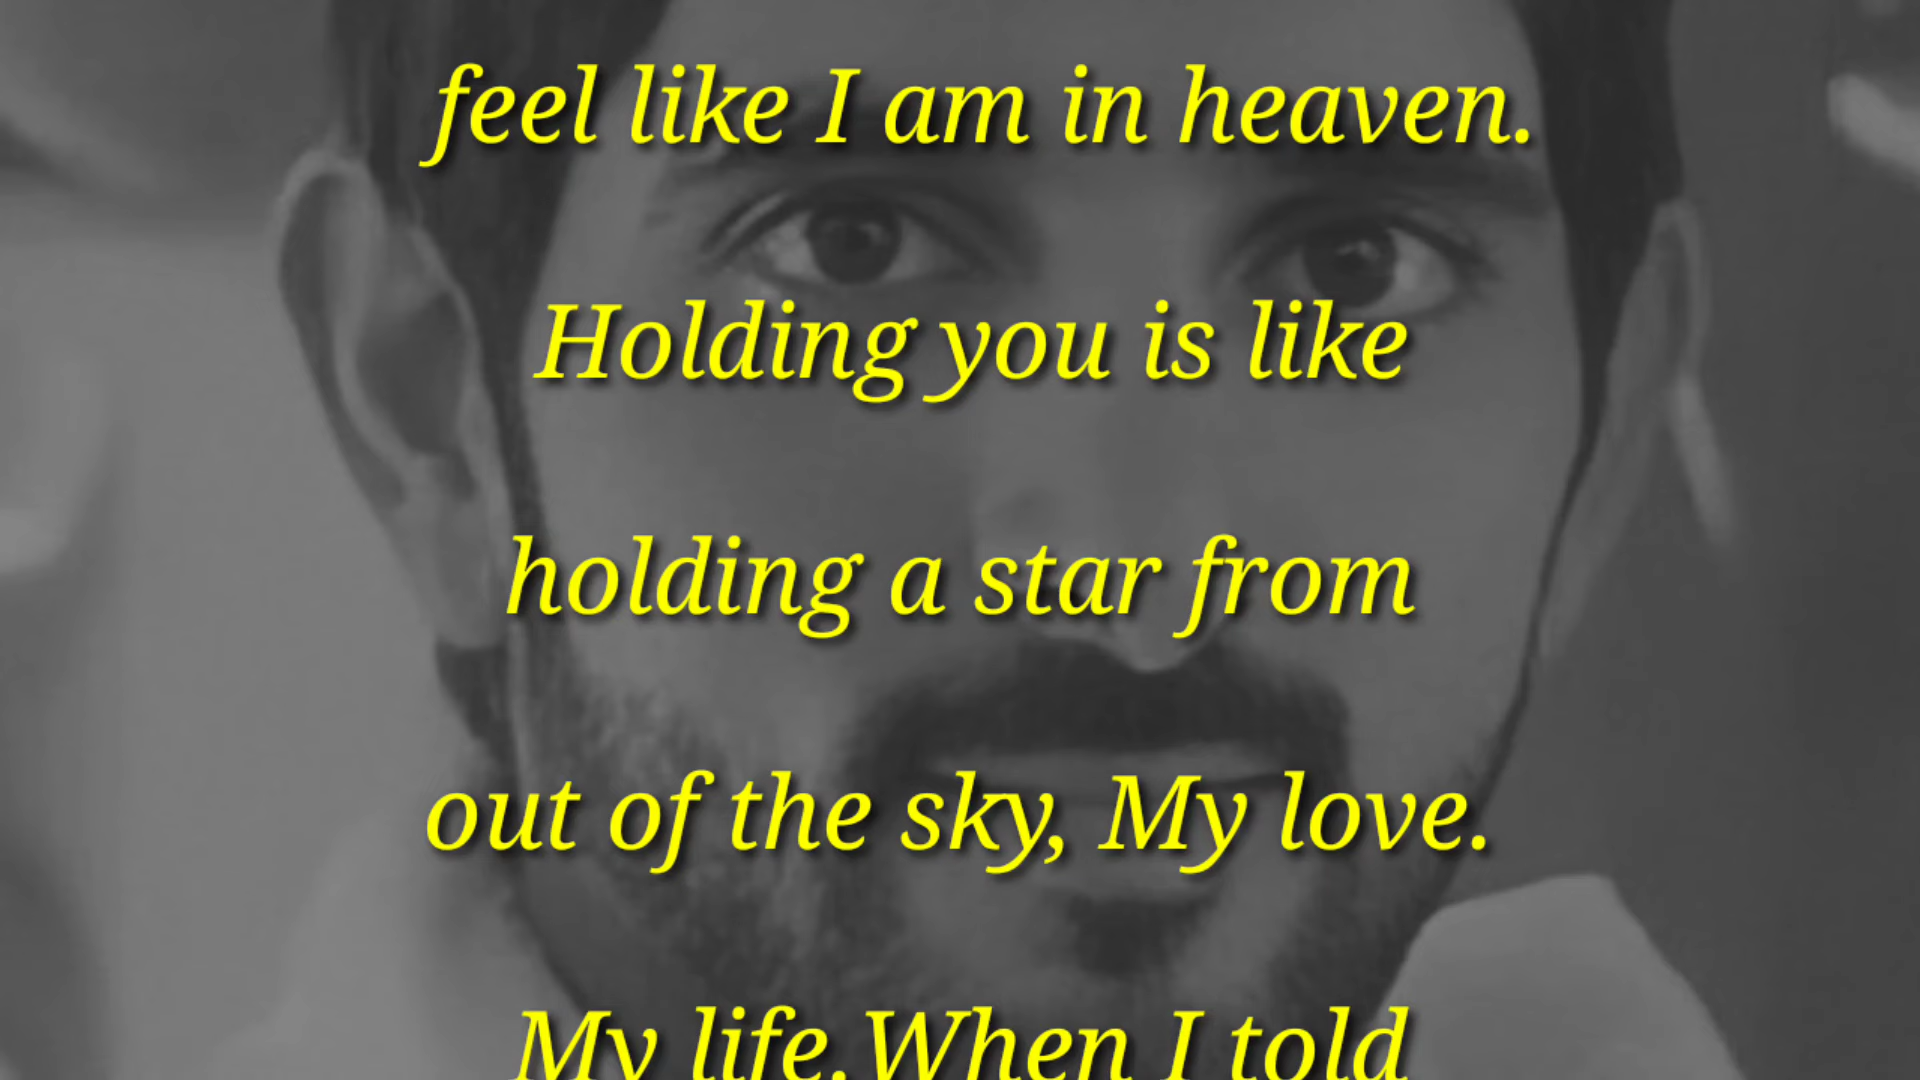 feel like I am in heaven.
Holding you is like
holding a star from
out of the sky, My love.
My life.When I told